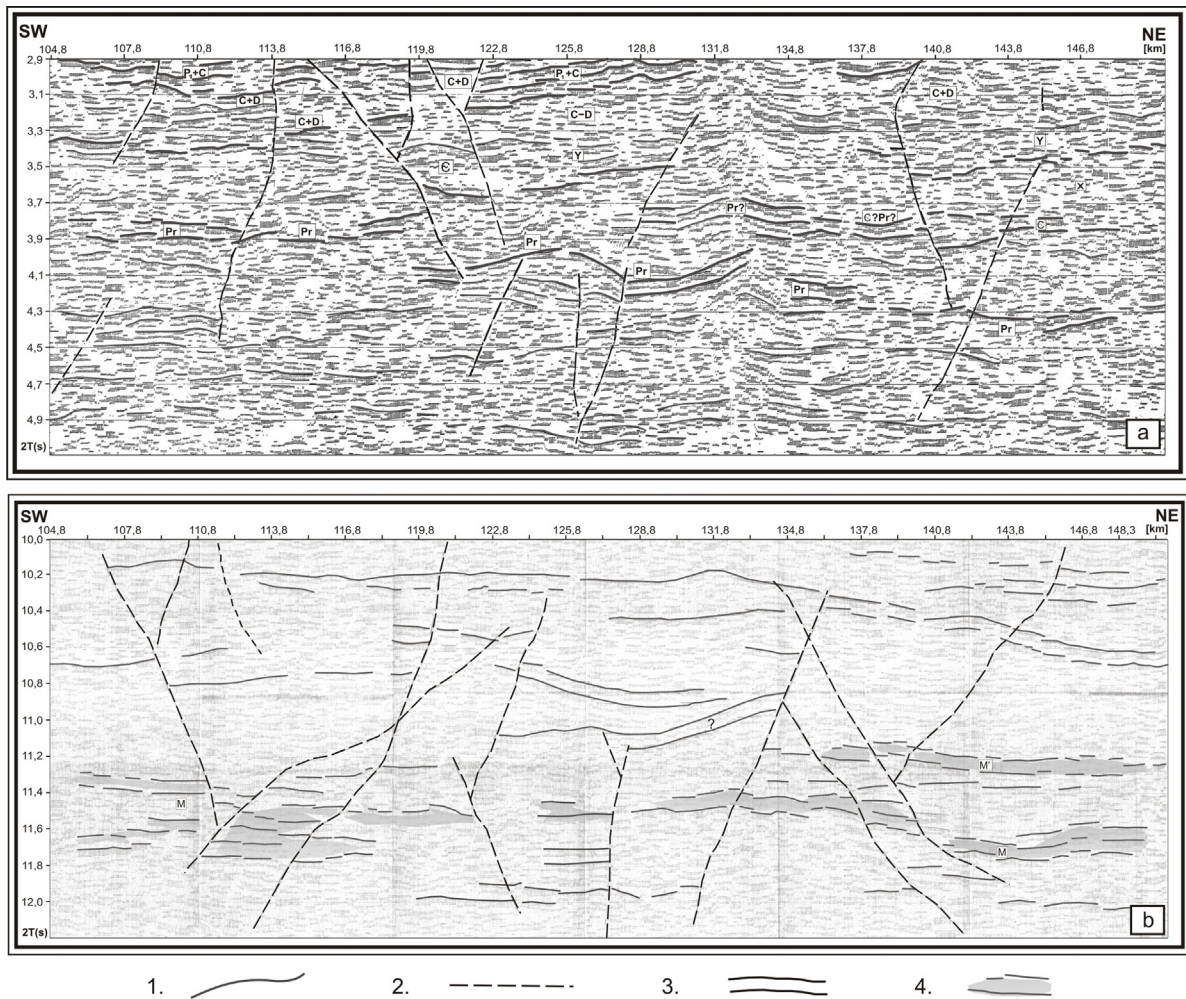 SW NE
104,8 107,8 110,8 113,8 116,8 119,8 122,8 125,8 128,8 131,8 134,8 137,8 140,8 143,8 146,8 [km]
2,9
P₁+C C+D P₁+C C+D
3,1
C+D
C+D C−D
3,3
Y Y
3,5
Є x
3,7
Pr? Є?Pr? Є
Pr Pr
3,9
Pr
Pr
4,1
Pr
4,3
Pr
4,5
4,7
4,9
2T(s) a
SW NE
104,8 107,8 110,8 113,8 116,8 119,8 122,8 125,8 128,8 131,8 134,8 137,8 140,8 143,8 146,8 148,3 [km]
10,0
10,2
10,4
10,6
10,8
11,0 ?
11,2
M'
11,4
M
11,6
M
11,8
12,0
2T(s) b
1. 2. 3. 4.